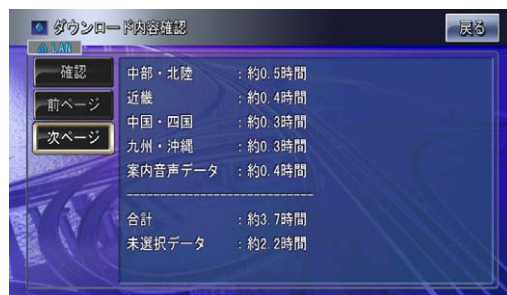 ダウンロード内容確認
戻る
LAN
確認
前ページ
次ページ
中部・北陸 :約0.5時間
近畿 :約0.4時間
中国・四国 :約0.3時間
九州・沖縄 :約0.3時間
案内音声データ :約0.4時間
----------------------------
合計 :約3.7時間
未選択データ :約2.2時間